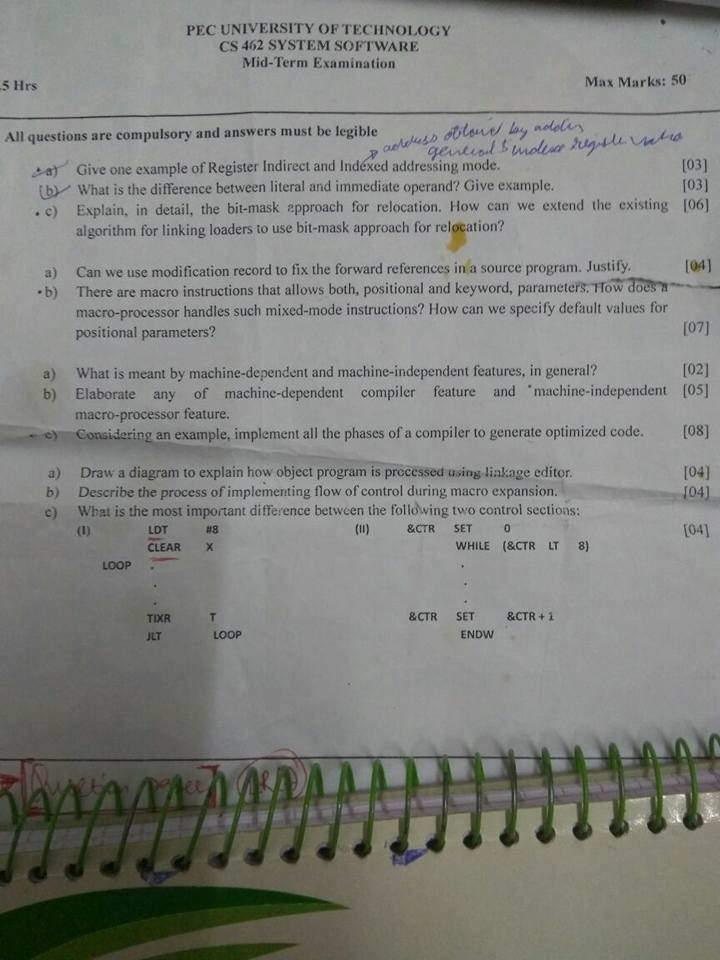 PEC UNIVERSITY OF TECHNOLOGY
CS 462 SYSTEM SOFTWARE
Mid-Term Examination
.5 Hrs Max Marks: 50
All questions are compulsory and answers must be legible
address obtained by adding
general & index register
a) Give one example of Register Indirect and Indexed addressing mode. [03]
(b) What is the difference between literal and immediate operand? Give example. [03]
c) Explain, in detail, the bit-mask approach for relocation. How can we extend the existing [06]
algorithm for linking loaders to use bit-mask approach for relocation?
a) Can we use modification record to fix the forward references in a source program. Justify. [04]
b) There are macro instructions that allows both, positional and keyword, parameters. How does a
macro-processor handles such mixed-mode instructions? How can we specify default values for
positional parameters? [07]
a) What is meant by machine-dependent and machine-independent features, in general? [02]
b) Elaborate any of machine-dependent compiler feature and machine-independent [05]
macro-processor feature.
c) Considering an example, implement all the phases of a compiler to generate optimized code. [08]
a) Draw a diagram to explain how object program is processed using linkage editor. [04]
b) Describe the process of implementing flow of control during macro expansion. [04]
c) What is the most important difference between the following two control sections:
(I) LDT #8 (II) &CTR SET 0 [04]
CLEAR X WHILE (&CTR LT 8)
LOOP . .
. .
. .
TIXR T &CTR SET &CTR + 1
JLT LOOP ENDW